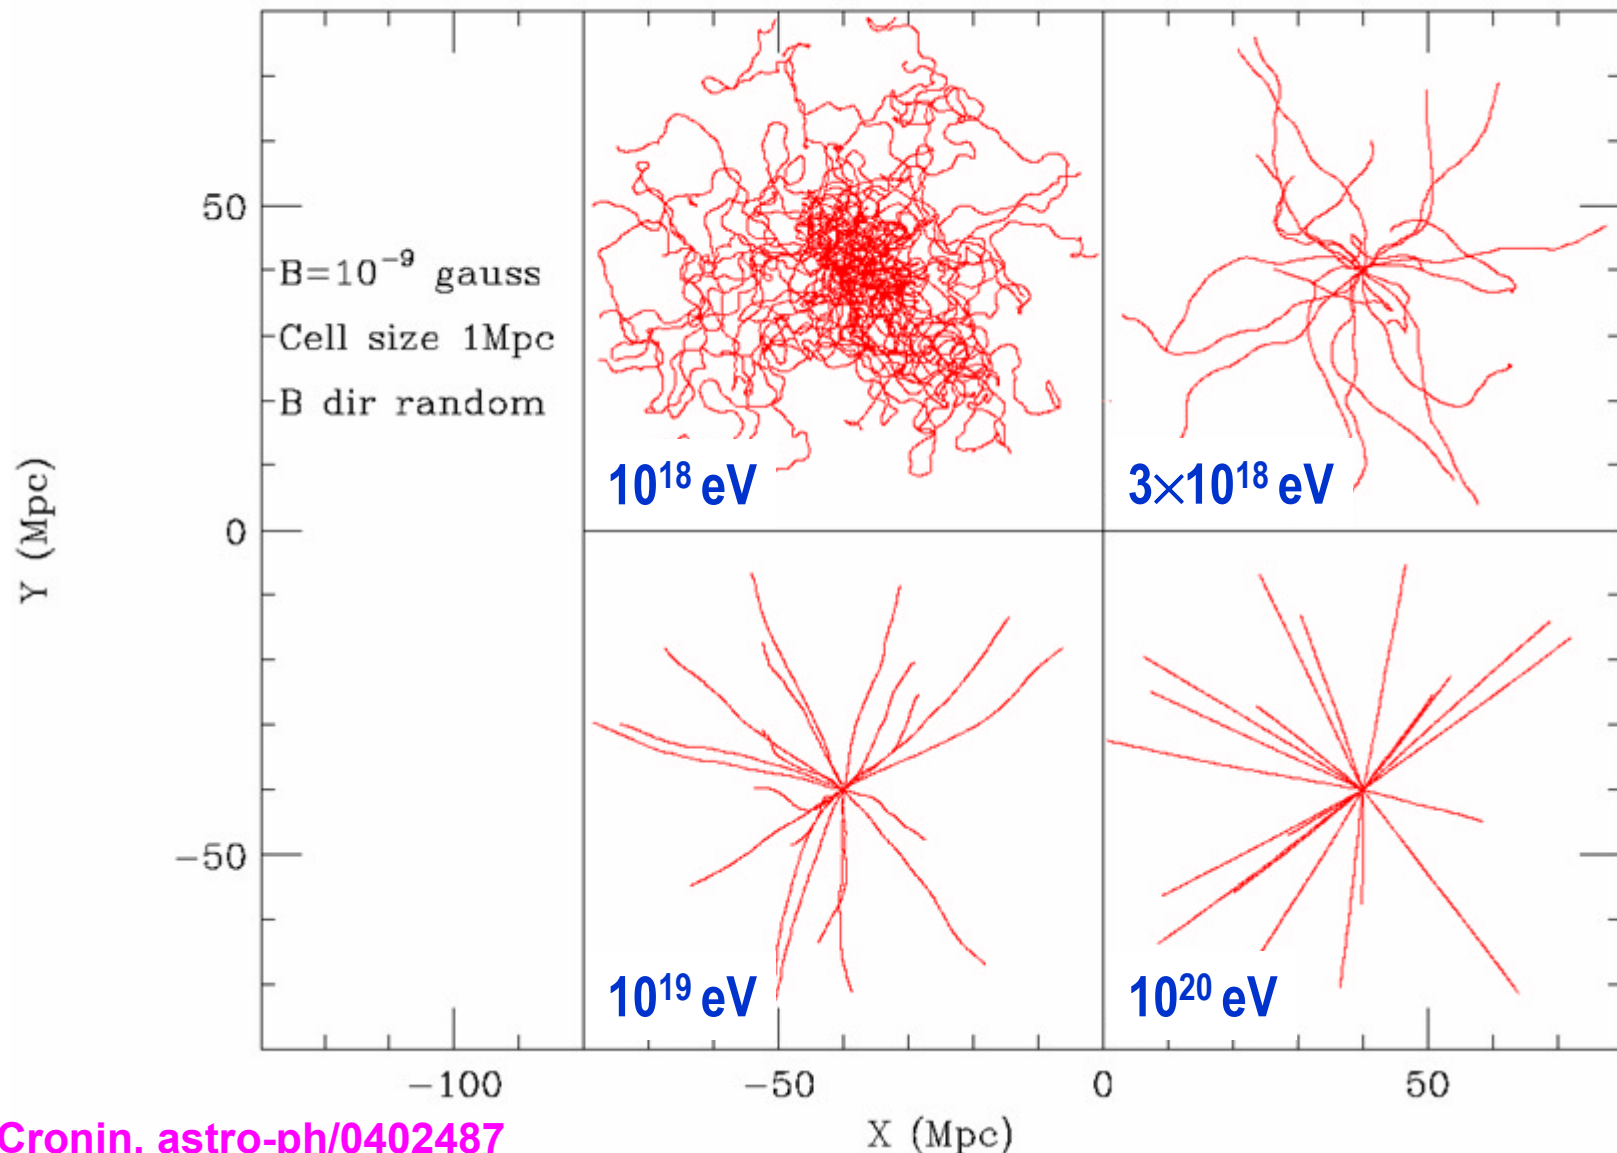 50
0
−50
Y (Mpc)
B=10⁻⁹ gauss
Cell size 1Mpc
B dir random
10¹⁸ eV
3×10¹⁸ eV
10¹⁹ eV
10²⁰ eV
−100
−50
0
50
X (Mpc)
Cronin. astro-ph/0402487